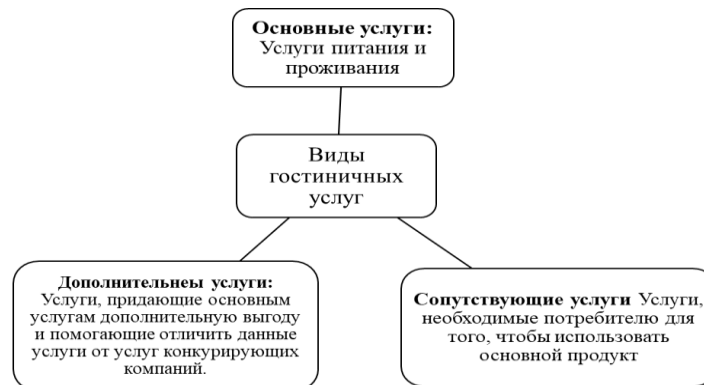 Основные услуги:
Услуги питания и
проживания
Виды
гостиничных
услуг
Дополнительнеы услуги:
Услуги, придающие основным
услугам дополнительную выгоду
и помогающие отличить данные
услуги от услуг конкурирующих
компаний.
Сопутствующие услуги Услуги,
необходимые потребителю для
того, чтобы использовать
основной продукт